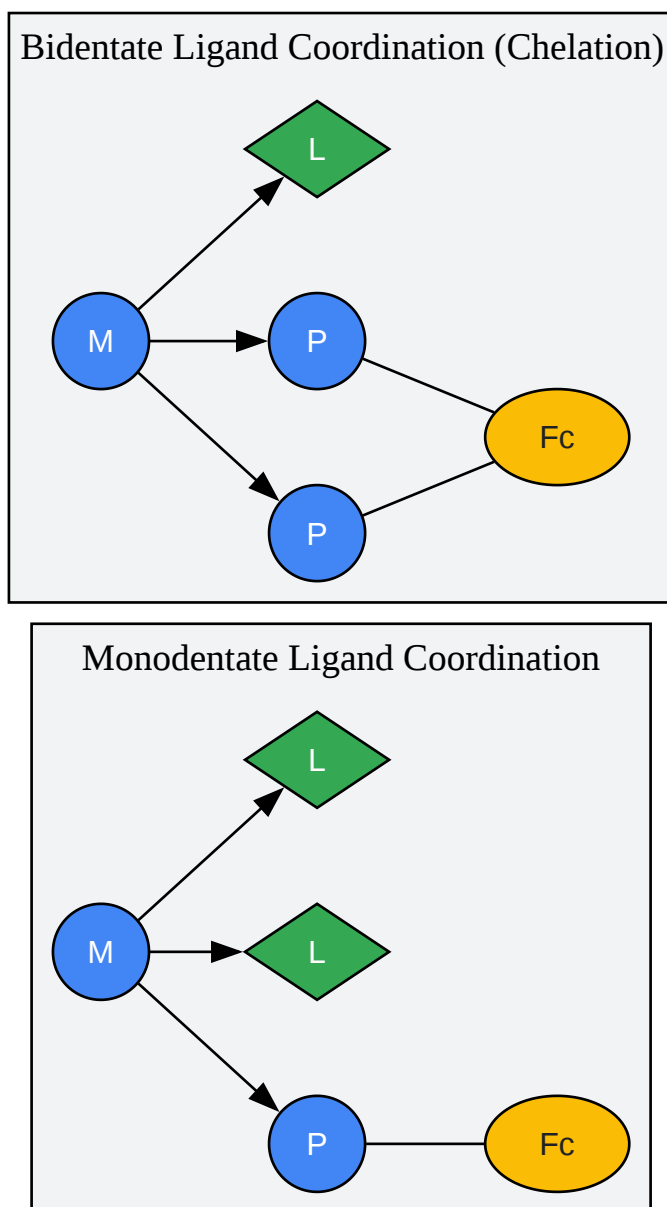 Bidentate Ligand Coordination (Chelation)
L
M
P
Fc
P
Monodentate Ligand Coordination
L
M
L
P
Fc